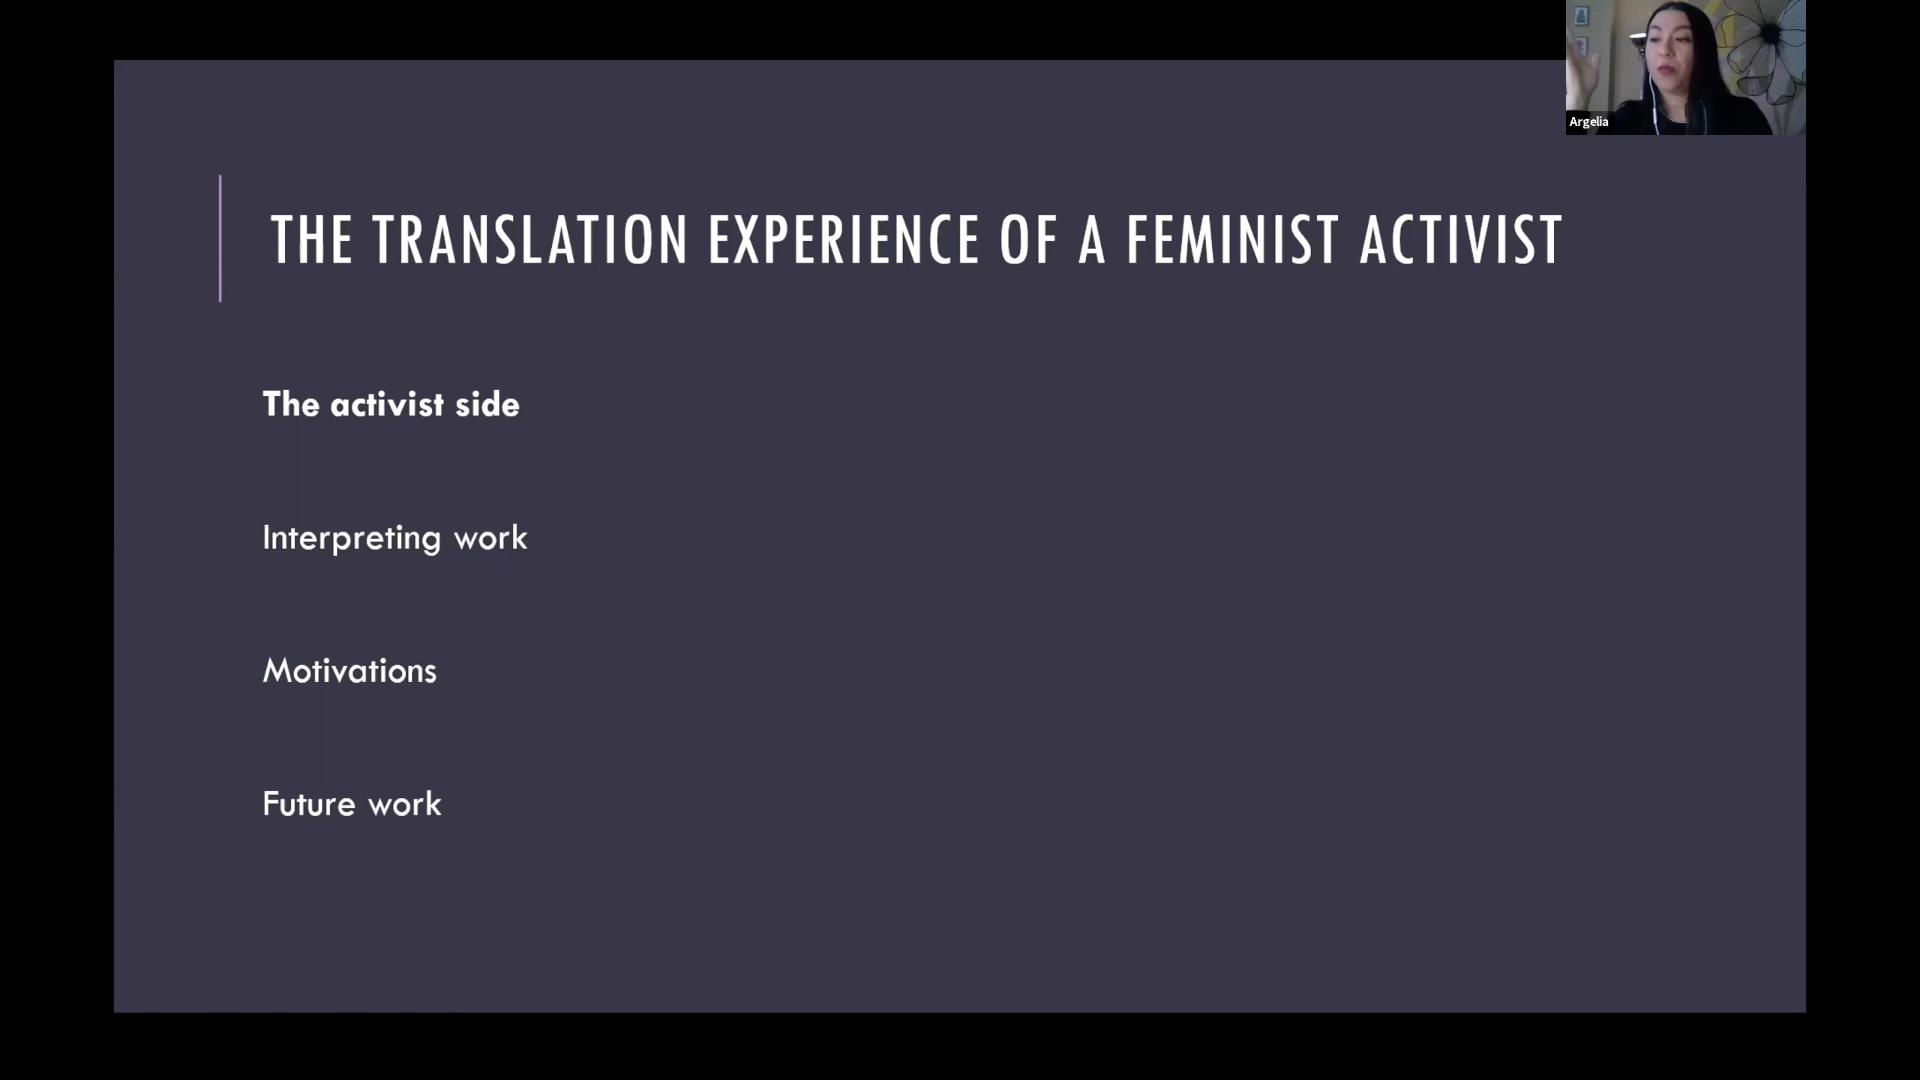 Argelia
THE TRANSLATION EXPERIENCE OF A FEMINIST ACTIVIST
The activist side
Interpreting work
Motivations
Future work